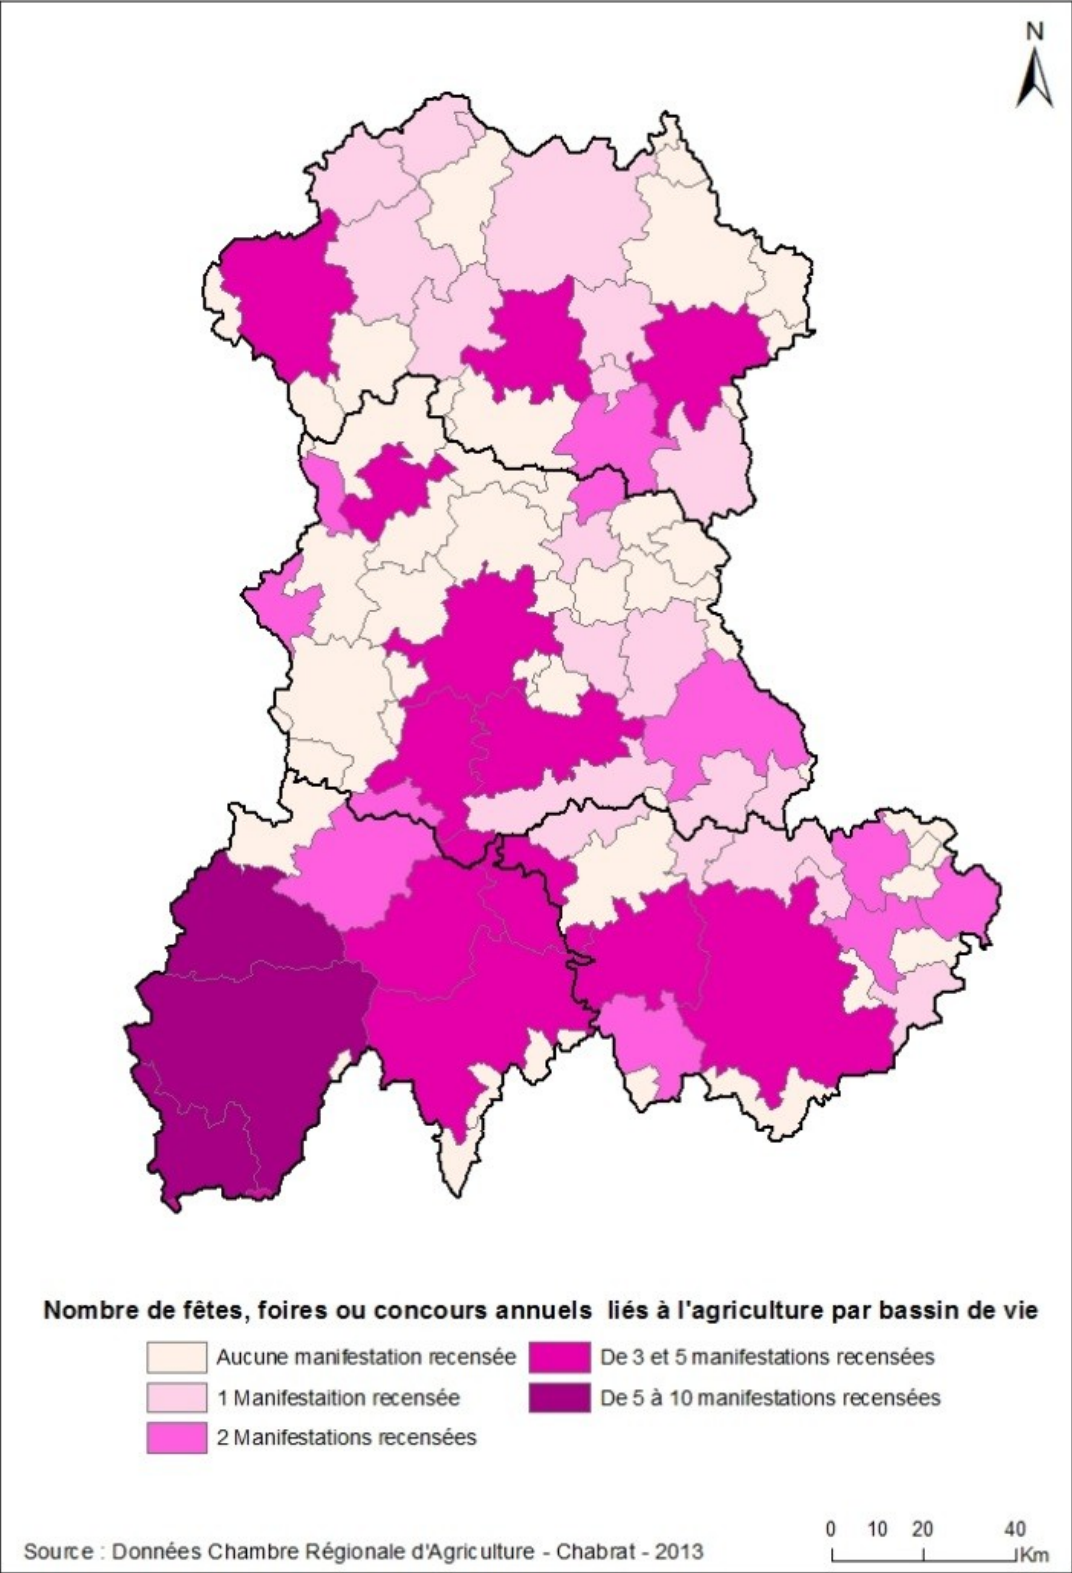 N
Nombre de fêtes, foires ou concours annuels liés à l'agriculture par bassin de vie
Aucune manifestation recensée
De 3 et 5 manifestations recensées
1 Manifestaition recensée
De 5 à 10 manifestations recensées
2 Manifestations recensées
0 10 20 40
Km
Source : Données Chambre Régionale d'Agriculture - Chabrat - 2013